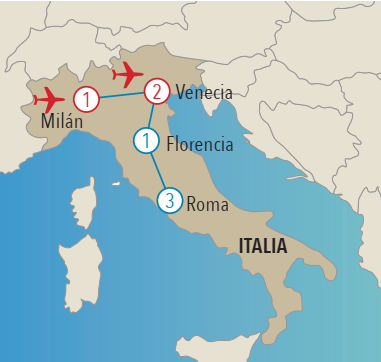 1
2
Venecia
Milán
1
Florencia
3
Roma
ITALIA